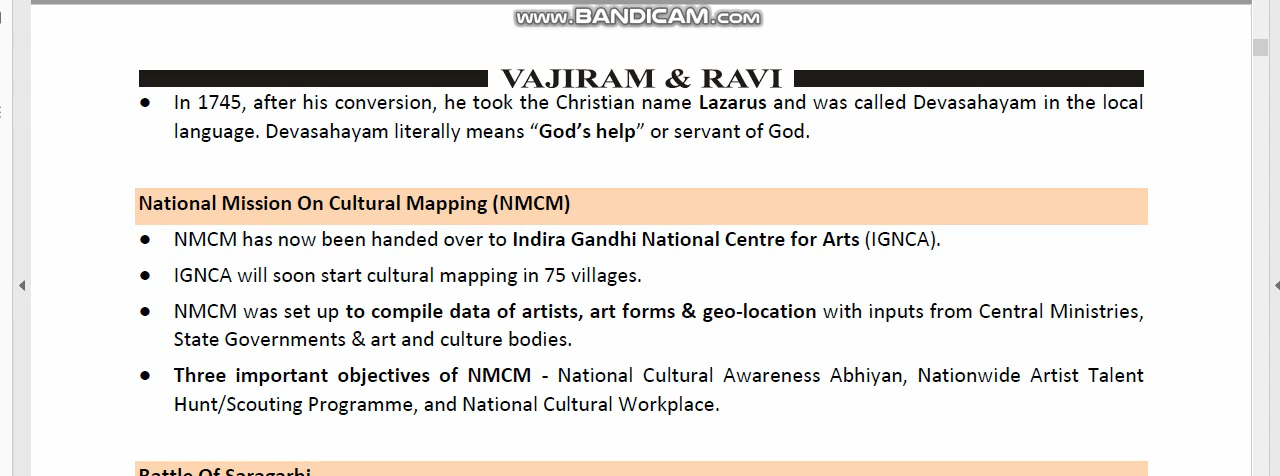 www.BANDICAM.com
VAJIRAM & RAVI
● In 1745, after his conversion, he took the Christian name Lazarus and was called Devasahayam in the local
language. Devasahayam literally means “God’s help” or servant of God.
National Mission On Cultural Mapping (NMCM)
● NMCM has now been handed over to Indira Gandhi National Centre for Arts (IGNCA).
● IGNCA will soon start cultural mapping in 75 villages.
● NMCM was set up to compile data of artists, art forms & geo-location with inputs from Central Ministries,
State Governments & art and culture bodies.
● Three important objectives of NMCM - National Cultural Awareness Abhiyan, Nationwide Artist Talent
Hunt/Scouting Programme, and National Cultural Workplace.
Battle Of Saragarhi